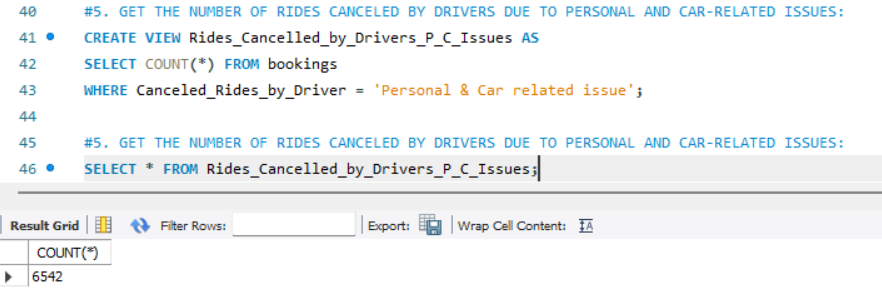 40 #5. GET THE NUMBER OF RIDES CANCELED BY DRIVERS DUE TO PERSONAL AND CAR-RELATED ISSUES:
41 CREATE VIEW Rides_Cancelled_by_Drivers_P_C_Issues AS
42 SELECT COUNT(*) FROM bookings
43 WHERE Canceled_Rides_by_Driver = 'Personal & Car related issue';
44
45 #5. GET THE NUMBER OF RIDES CANCELED BY DRIVERS DUE TO PERSONAL AND CAR-RELATED ISSUES:
46 SELECT * FROM Rides_Cancelled_by_Drivers_P_C_Issues;
Result Grid Filter Rows: Export: Wrap Cell Content: IA
COUNT(*)
6542